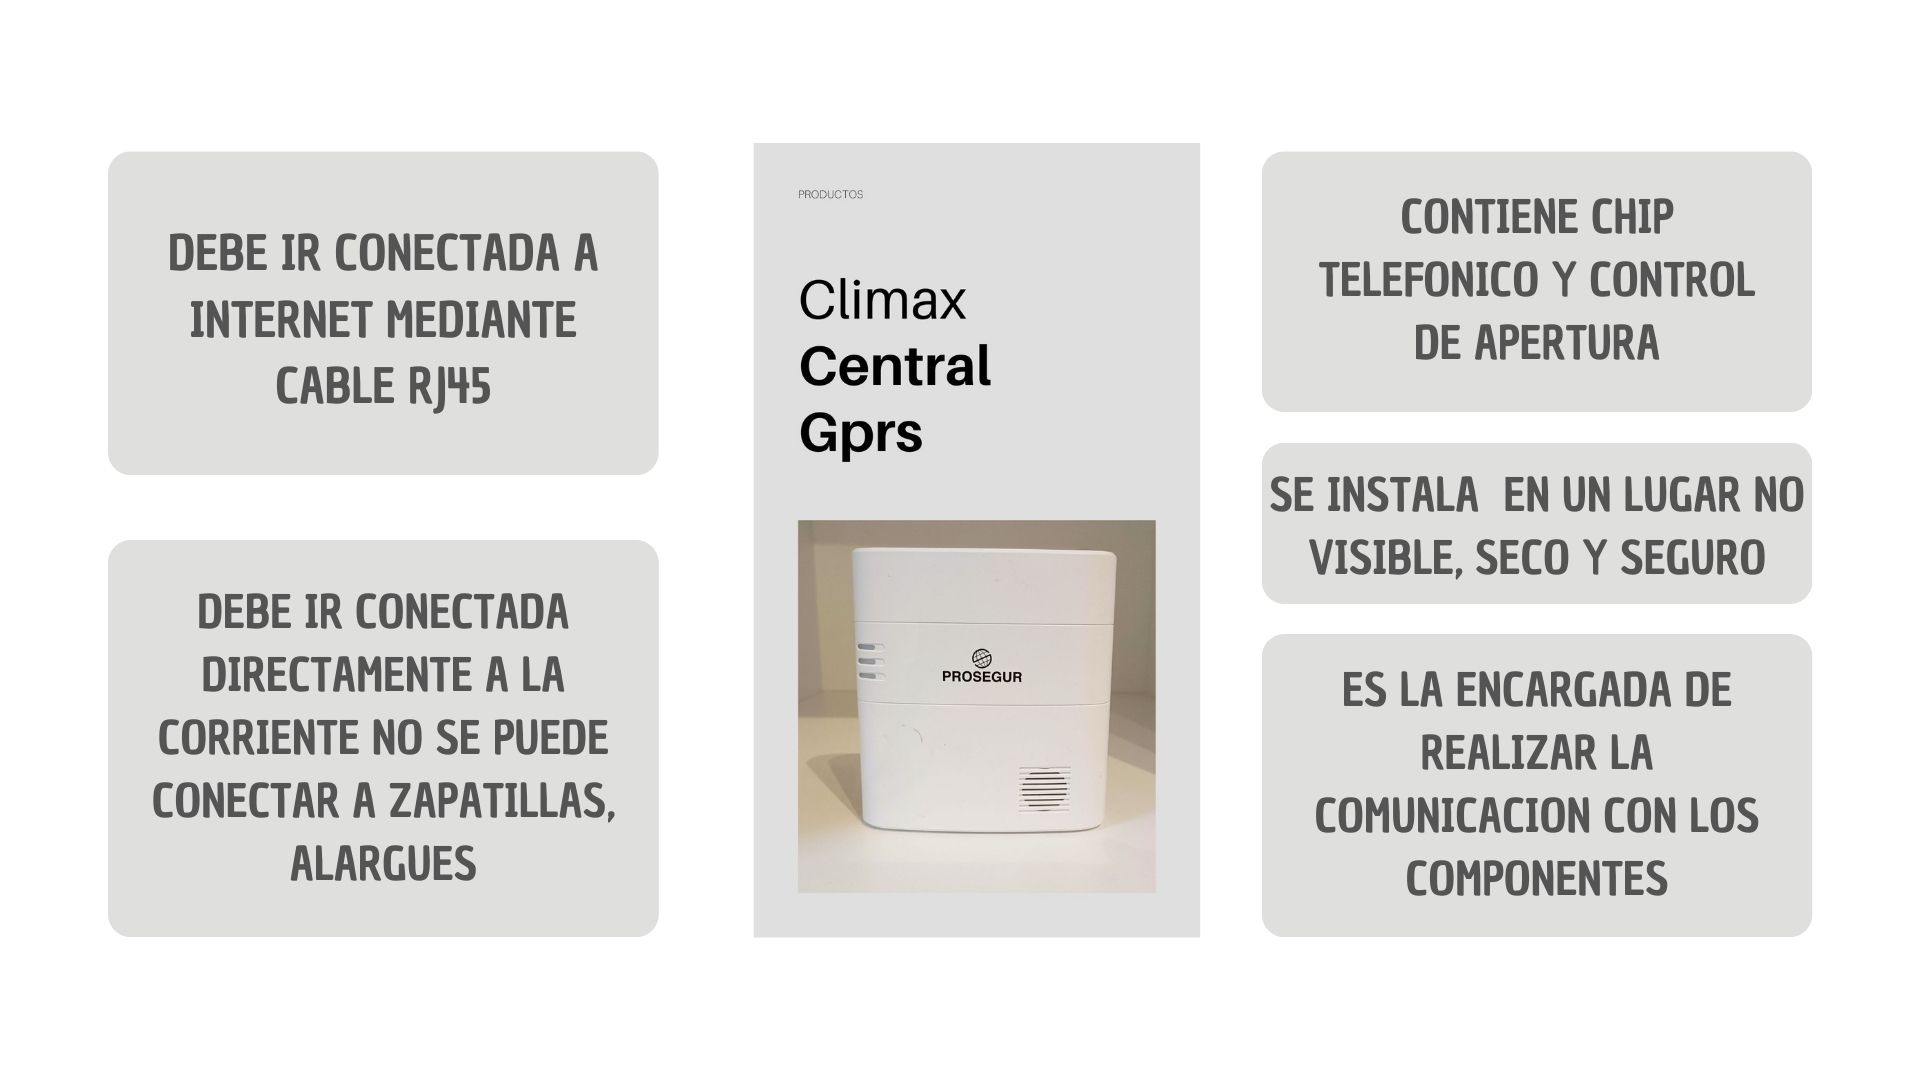 DEBE IR CONECTADA A
INTERNET MEDIANTE
CABLE RJ45
DEBE IR CONECTADA
DIRECTAMENTE A LA
CORRIENTE NO SE PUEDE
CONECTAR A ZAPATILLAS,
ALARGUES
PRODUCTOS
Climax
Central
Gprs
PROSEGUR
CONTIENE CHIP
TELEFONICO Y CONTROL
DE APERTURA
SE INSTALA  EN UN LUGAR NO
VISIBLE, SECO Y SEGURO
ES LA ENCARGADA DE
REALIZAR LA
COMUNICACION CON LOS
COMPONENTES